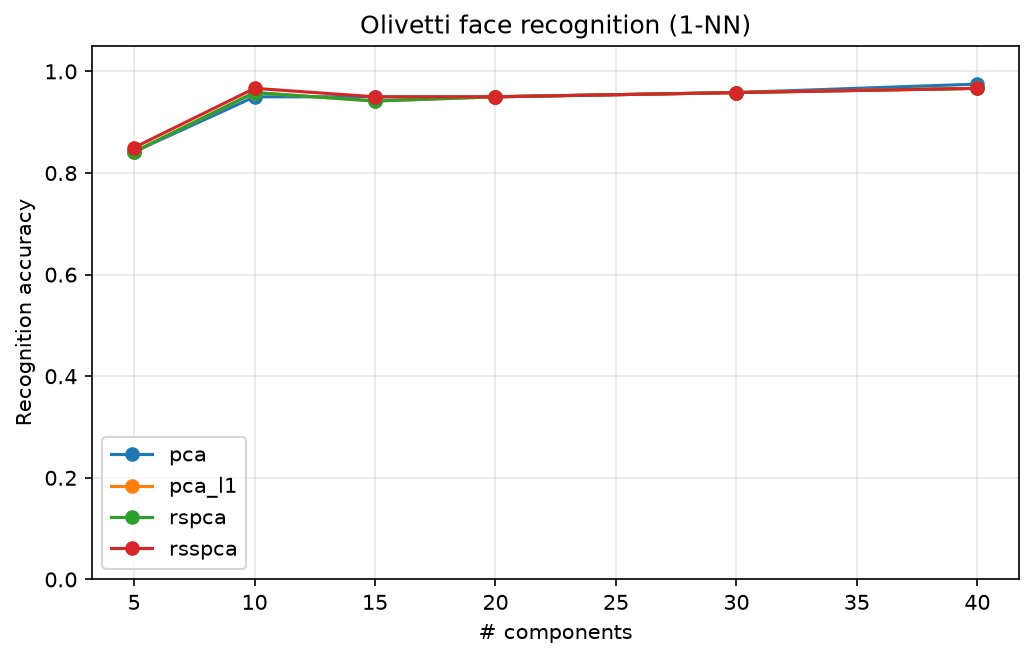 Olivetti face recognition (1-NN)
Recognition accuracy
1.0
0.8
0.6
0.4
0.2
0.0
pca
pca_l1
rspca
rsspca
5 10 15 20 25 30 35 40
# components